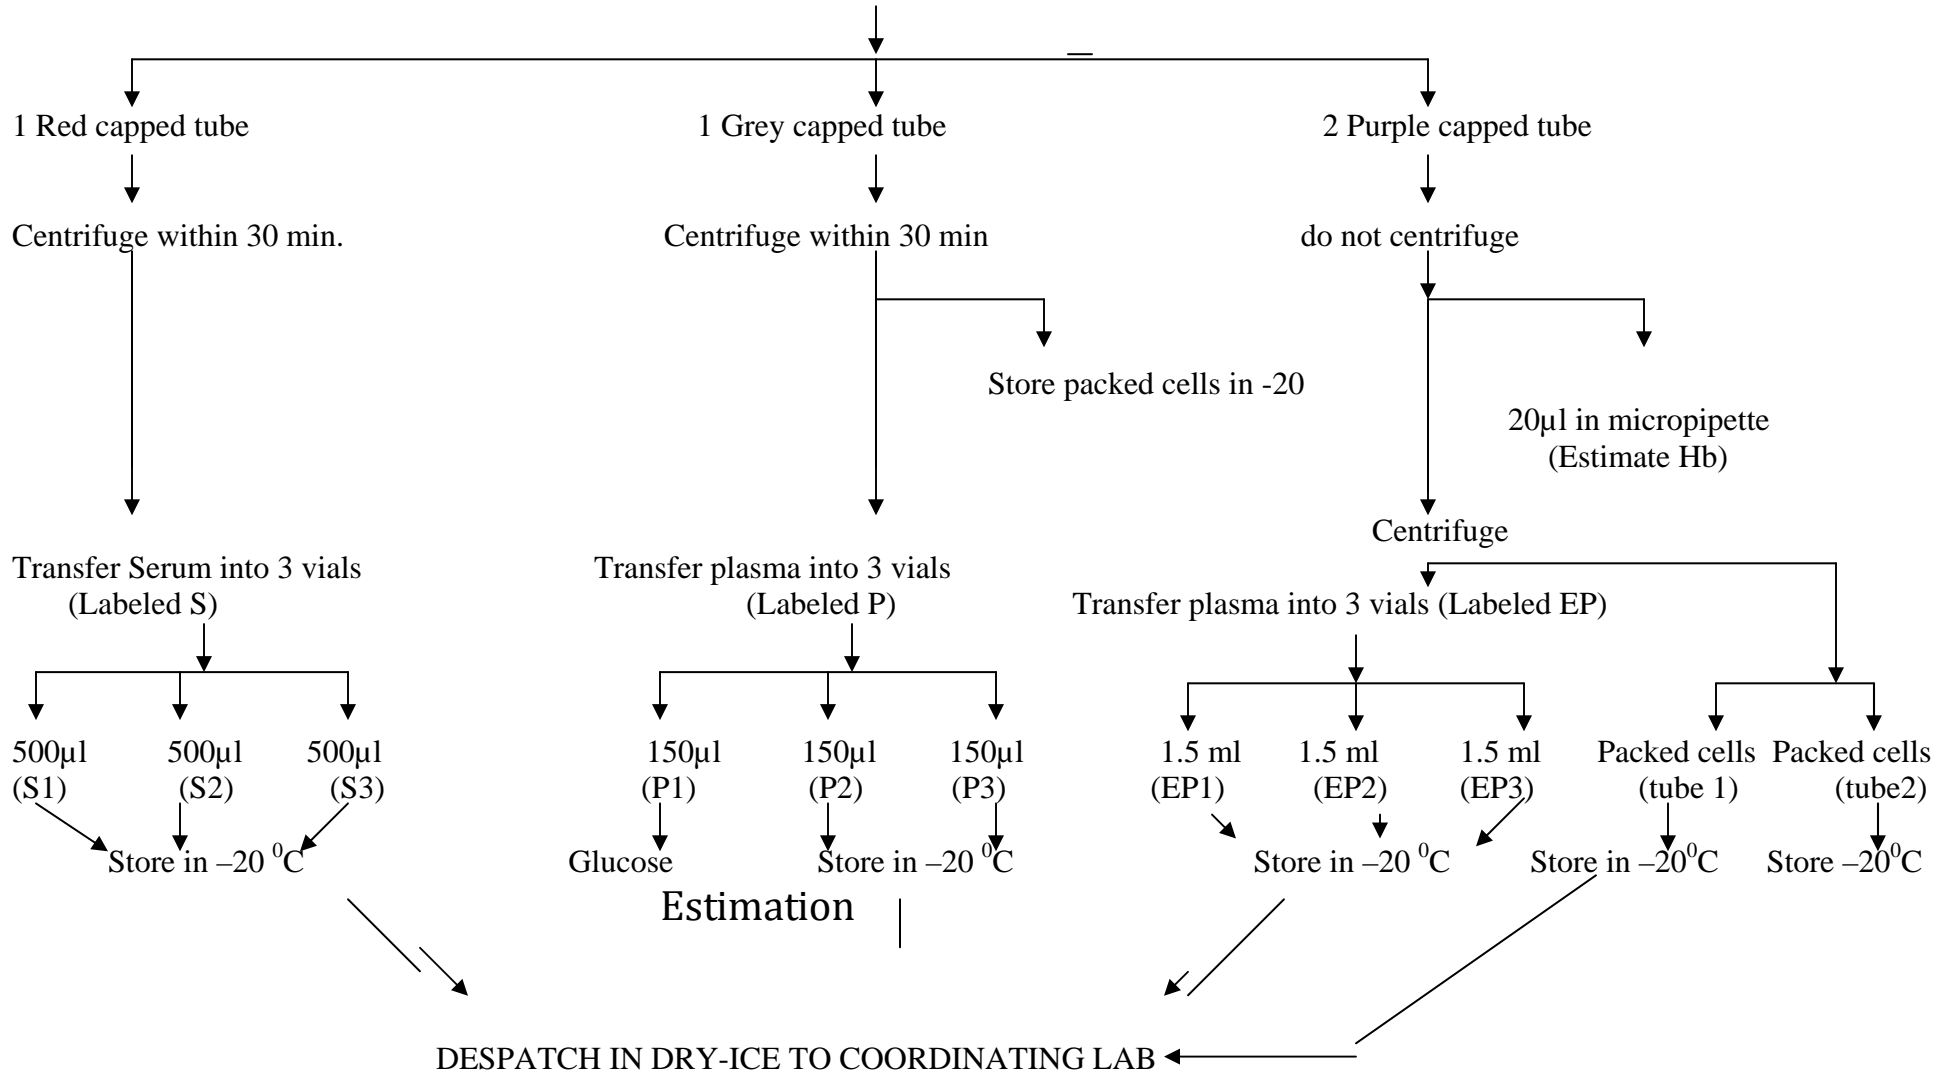 1 Red capped tube
1 Grey capped tube
2 Purple capped tube
Centrifuge within 30 min.
Centrifuge within 30 min
do not centrifuge
Store packed cells in -20
20µl in micropipette
(Estimate Hb)
Centrifuge
Transfer Serum into 3 vials
(Labeled S)
Transfer plasma into 3 vials
(Labeled P)
Transfer plasma into 3 vials (Labeled EP)
500µl
(S1)
500µl
(S2)
500µl
(S3)
150µl
(P1)
150µl
(P2)
150µl
(P3)
1.5 ml
(EP1)
1.5 ml
(EP2)
1.5 ml
(EP3)
Packed cells
(tube 1)
Packed cells
(tube2)
Store in –20 ⁰C
Glucose
Estimation
Store in –20 ⁰C
Store in –20 ⁰C
Store in –20⁰C
Store –20⁰C
DESPATCH IN DRY-ICE TO COORDINATING LAB